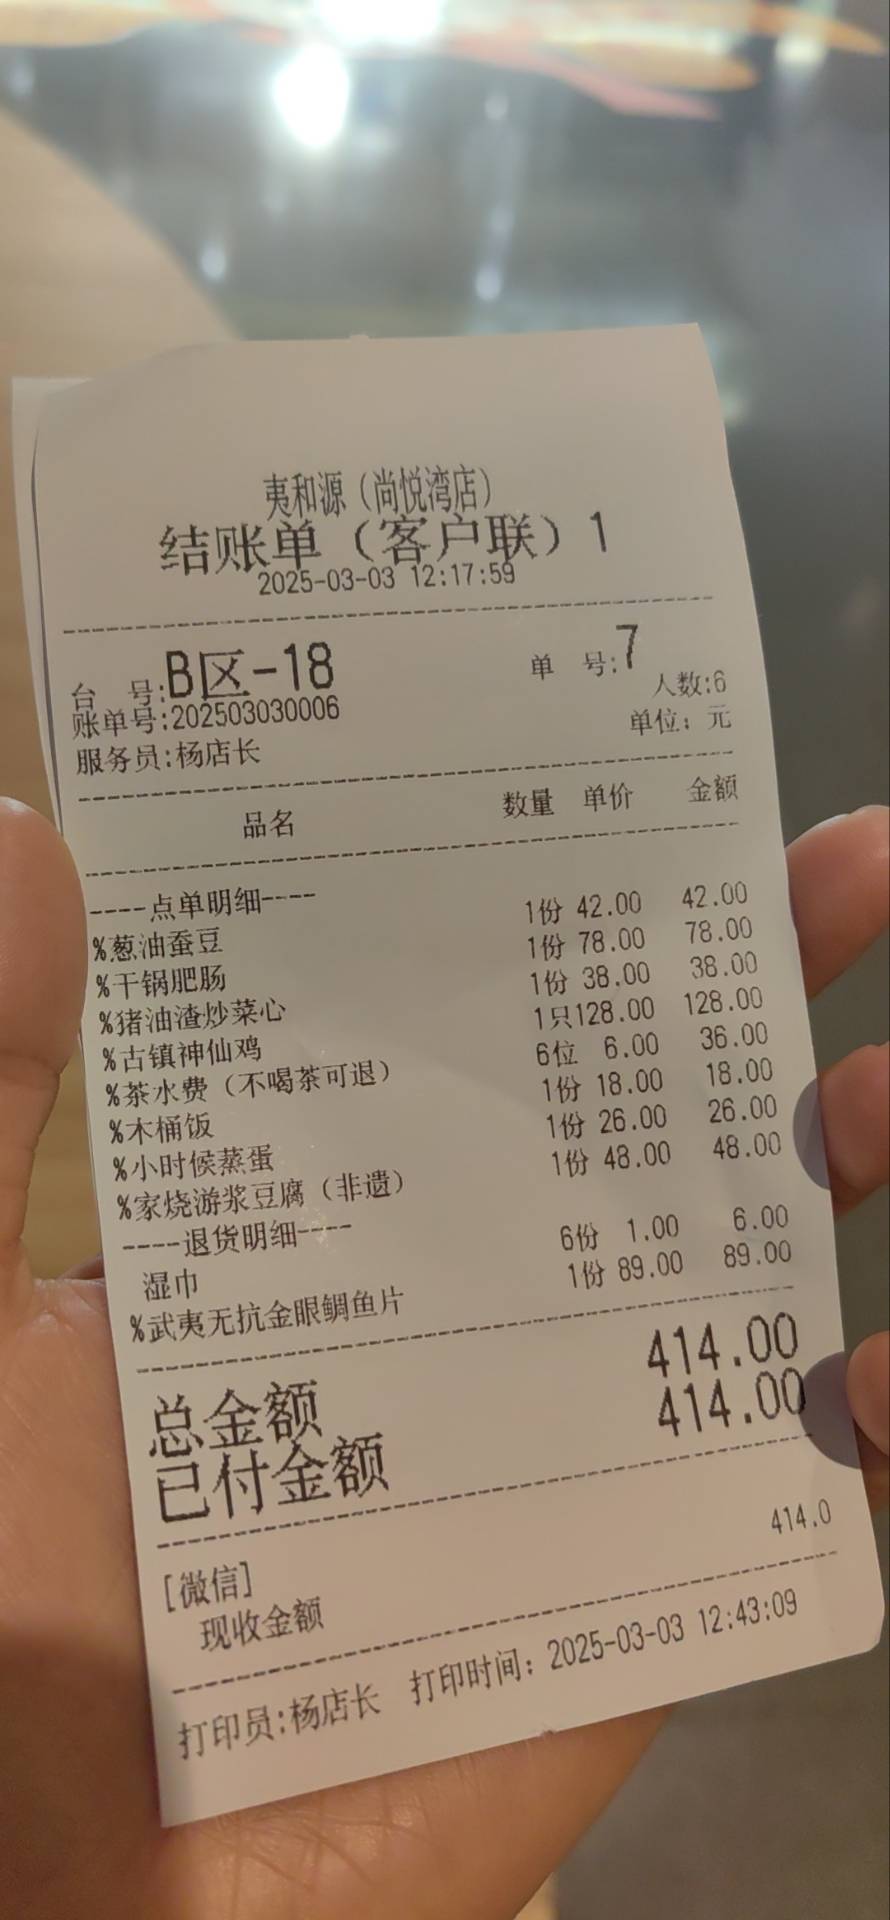 夷和源（尚悦湾店）
结账单（客户联）1
2025-03-03 12:17:59
台 号:B区-18 单 号:7
账单号:202503030006 人数:6
服务员:杨店长 单位：元
品名 数量 单价 金额
----点单明细----
%葱油蚕豆 1份 42.00 42.00
%干锅肥肠 1份 78.00 78.00
%猪油渣炒菜心 1份 38.00 38.00
%古镇神仙鸡 1只128.00 128.00
%茶水费（不喝茶可退） 6位 6.00 36.00
%木桶饭 1份 18.00 18.00
%小时候蒸蛋 1份 26.00 26.00
%家烧游浆豆腐（非遗） 1份 48.00 48.00
----退货明细----
湿巾 6份 1.00 6.00
%武夷无抗金眼鲷鱼片 1份 89.00 89.00
总金额 414.00
已付金额 414.00
[微信] 414.0
现收金额
打印员:杨店长 打印时间：2025-03-03 12:43:09